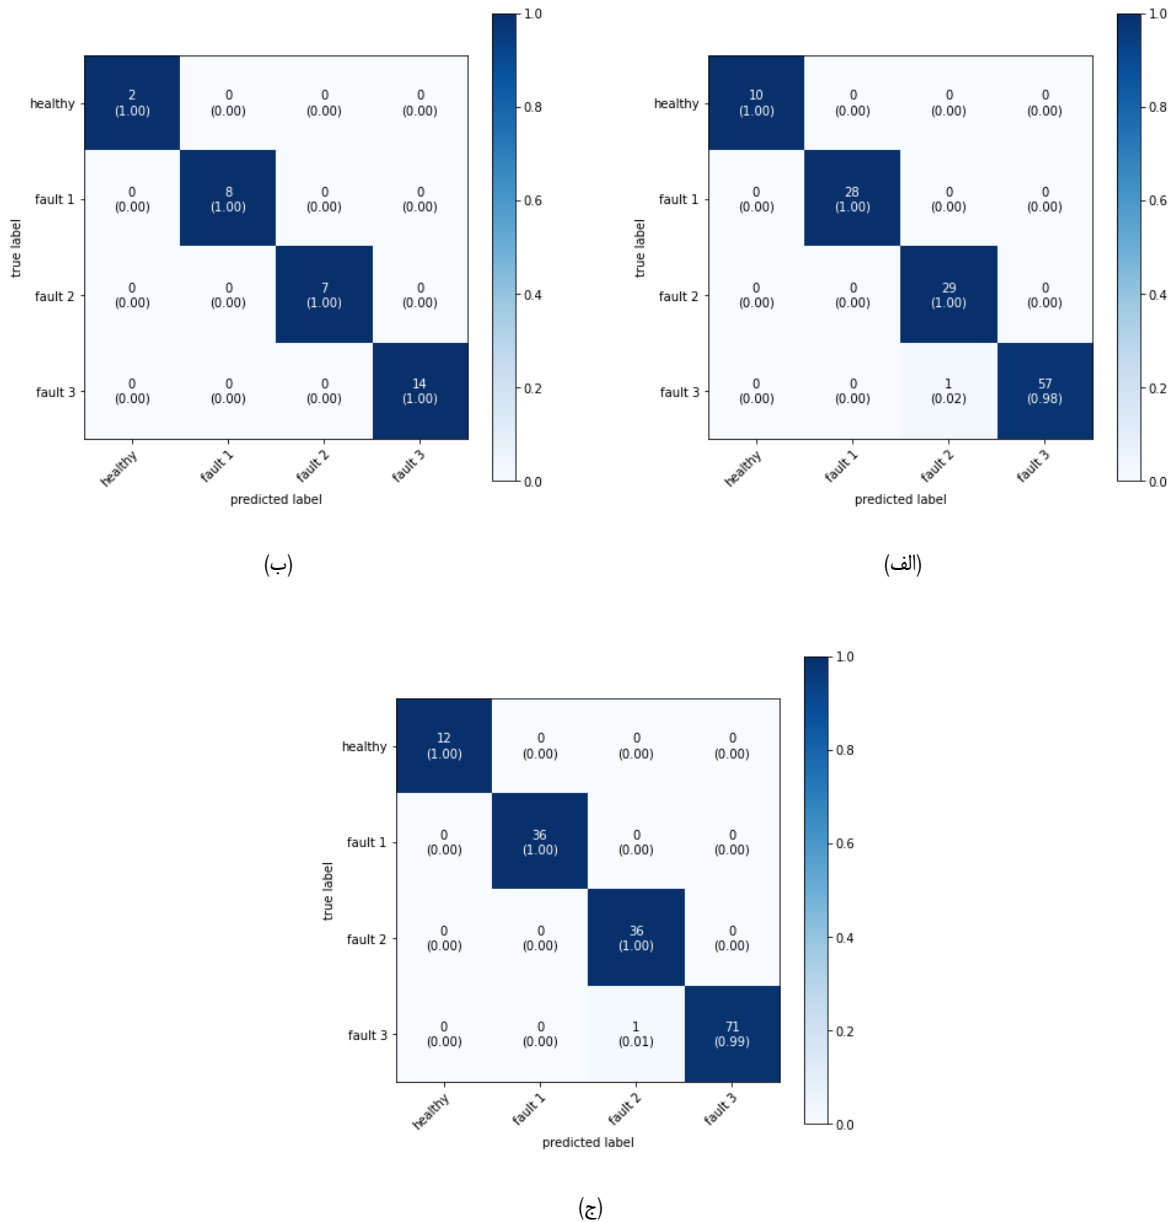 1.0
healthy 2 0 0 0
(1.00) (0.00) (0.00) (0.00)
0.8
fault 1 0 8 0 0
(0.00) (1.00) (0.00) (0.00)
0.6
true label
fault 2 0 0 7 0
(0.00) (0.00) (1.00) (0.00)
0.4
0.2
fault 3 0 0 0 14
(0.00) (0.00) (0.00) (1.00)
0.0
healthy fault 1 fault 2 fault 3
predicted label
(ب)
1.0
healthy 10 0 0 0
(1.00) (0.00) (0.00) (0.00)
0.8
fault 1 0 28 0 0
(0.00) (1.00) (0.00) (0.00)
0.6
true label
fault 2 0 0 29 0
(0.00) (0.00) (1.00) (0.00)
0.4
0.2
fault 3 0 0 1 57
(0.00) (0.00) (0.02) (0.98)
0.0
healthy fault 1 fault 2 fault 3
predicted label
(الف)
1.0
healthy 12 0 0 0
(1.00) (0.00) (0.00) (0.00)
0.8
fault 1 0 36 0 0
(0.00) (1.00) (0.00) (0.00)
0.6
true label
fault 2 0 0 36 0
(0.00) (0.00) (1.00) (0.00)
0.4
0.2
fault 3 0 0 1 71
(0.00) (0.00) (0.01) (0.99)
0.0
healthy fault 1 fault 2 fault 3
predicted label
(ج)